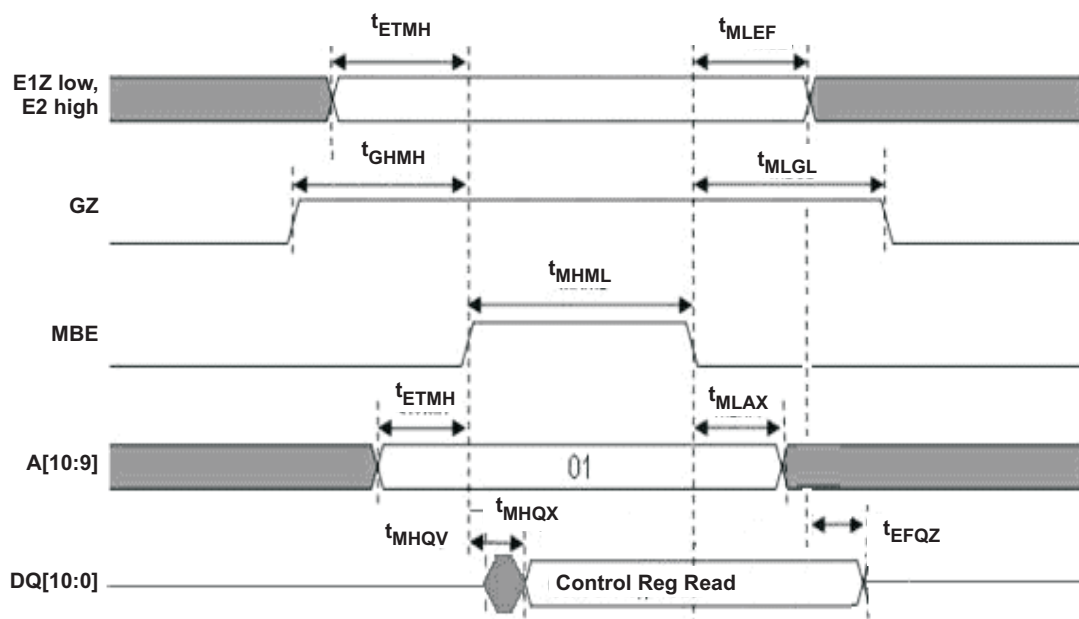 tETMH
tMLEF
E1Z low,
E2 high
tGHMH
tMLGL
GZ
tMHML
MBE
tETMH
tMLAX
A[10:9]
01
tMHQX
tMHQV
tEFQZ
DQ[10:0]
Control Reg Read